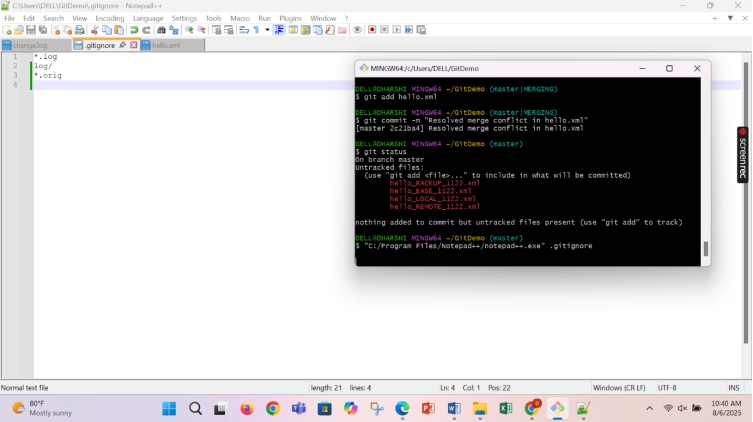 C:\Users\DELL\GitDemo\.gitignore - Notepad++
File Edit Search View Encoding Language Settings Tools Macro Run Plugins Window ?
change.log .gitignore hello.xml
1 *.log
2 log/
3 *.orig
4
MINGW64:/c/Users/DELL/GitDemo
DELL@DHARSHI MINGW64 ~/GitDemo (master|MERGING)
$ git add hello.xml
DELL@DHARSHI MINGW64 ~/GitDemo (master|MERGING)
$ git commit -m "Resolved merge conflict in hello.xml"
[master 2c21ba4] Resolved merge conflict in hello.xml
DELL@DHARSHI MINGW64 ~/GitDemo (master)
$ git status
On branch master
Untracked files:
(use "git add <file>..." to include in what will be committed)
hello_BACKUP_1122.xml
hello_BASE_1122.xml
hello_LOCAL_1122.xml
hello_REMOTE_1122.xml
nothing added to commit but untracked files present (use "git add" to track)
DELL@DHARSHI MINGW64 ~/GitDemo (master)
$ "C:/Program Files/Notepad++/notepad++.exe" .gitignore
screenrec
Normal text file length: 21 lines: 4 Ln: 4 Col: 1 Pos: 22 Windows (CR LF) UTF-8 INS
80°F
Mostly sunny
10:40 AM
8/6/2025